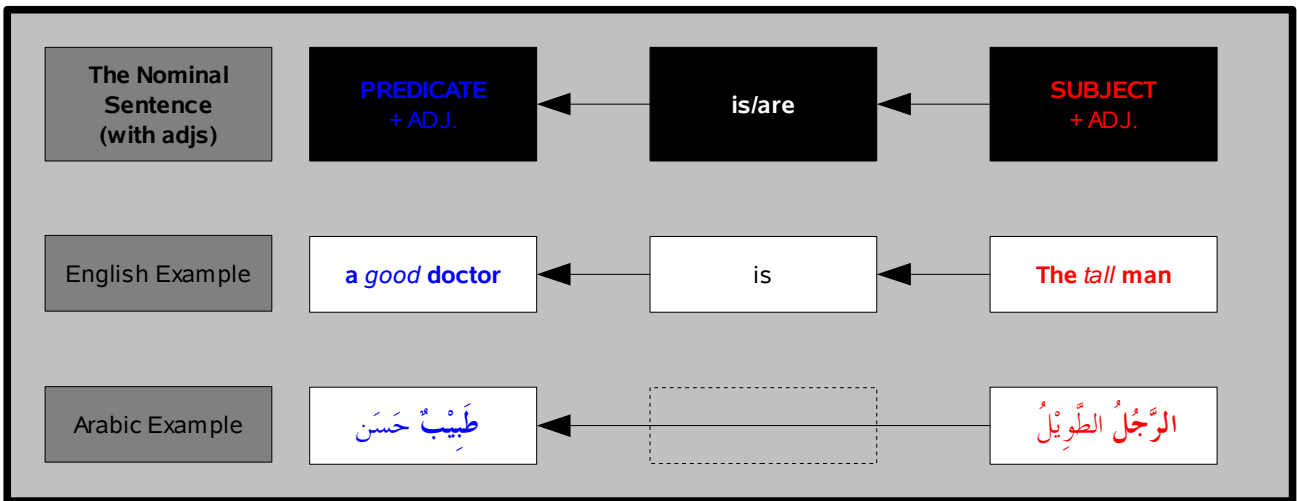 The Nominal
Sentence
(with adjs)
PREDICATE
+ ADJ.
is/are
SUBJECT
+ ADJ.
English Example
a good doctor
is
The tall man
Arabic Example
طَبِيْبٌ حَسَن
الرَّجُلُ الطَّوِيْلُ